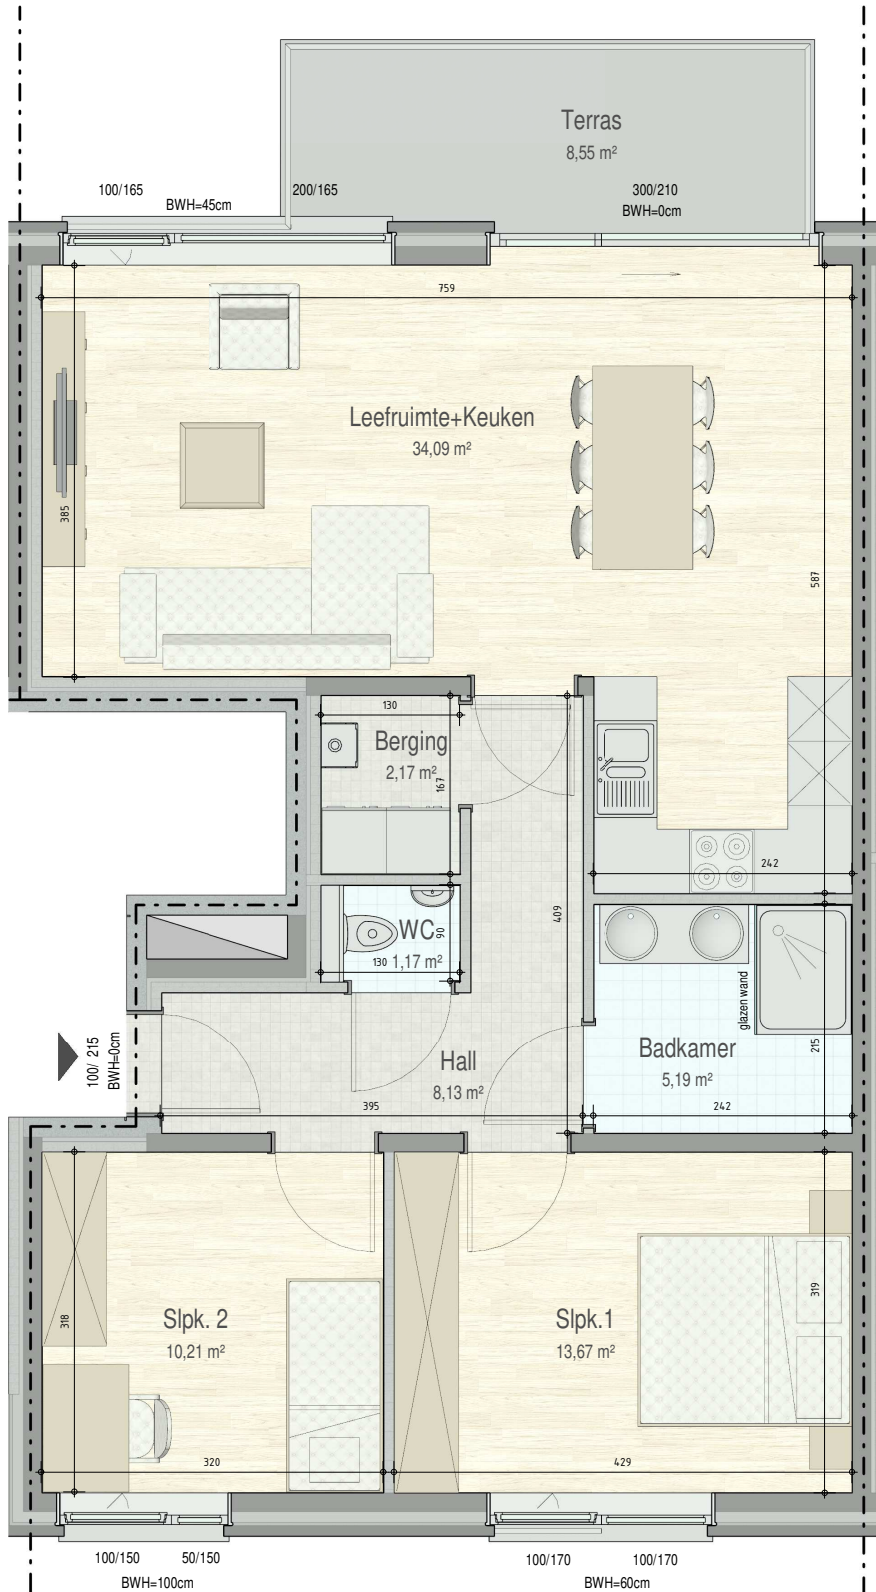 Terras
8,55 m²
100/165
200/165
300/210
BWH=45cm
BWH=0cm
759
Leefruimte+Keuken
34,09 m²
385
587
130
Berging
2,17 m²
167
242
409
WC
90
130
1,17 m²
glazen wand
100/ 215
BWH=0cm
Hall
8,13 m²
Badkamer
5,19 m²
215
395
242
Slpk. 2
10,21 m²
318
Slpk.1
13,67 m²
319
320
429
100/150
50/150
BWH=100cm
100/170
100/170
BWH=60cm